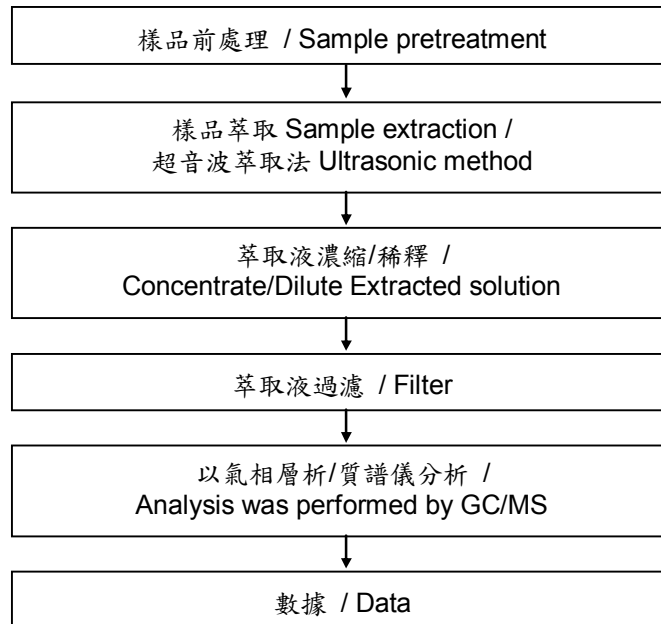 樣品前處理 / Sample pretreatment
樣品萃取 Sample extraction /
超音波萃取法 Ultrasonic method
萃取液濃縮/稀釋 /
Concentrate/Dilute Extracted solution
萃取液過濾 / Filter
以氣相層析/質譜儀分析 /
Analysis was performed by GC/MS
數據 / Data